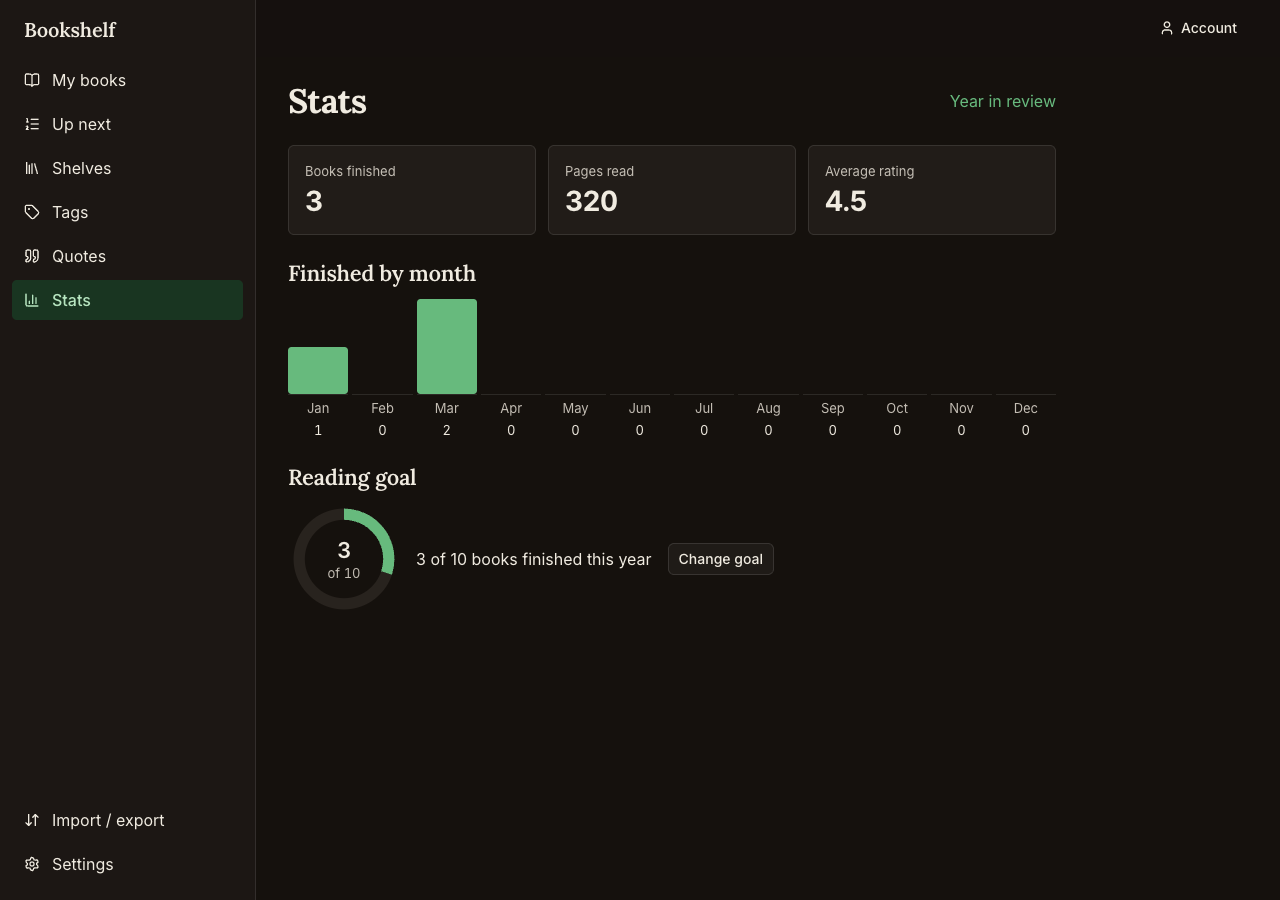 Bookshelf
My books
Up next
Shelves
Tags
Quotes
Stats
Import / export
Settings
Account
Stats
Year in review
Books finished
3
Pages read
320
Average rating
4.5
Finished by month
Jan Feb Mar Apr May Jun Jul Aug Sep Oct Nov Dec
1 0 2 0 0 0 0 0 0 0 0 0
Reading goal
3
of 10
3 of 10 books finished this year
Change goal